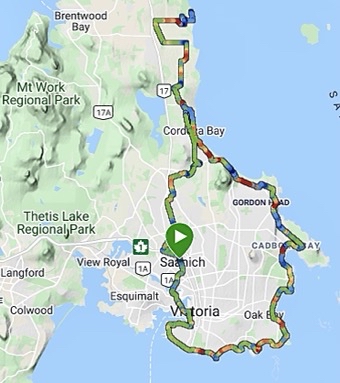 Brentwood
Bay
Mt Work
Regional Park
17
17A
Cordova Bay
GORDON HEAD
Thetis Lake
Regional Park
CADBORO BAY
1
View Royal
Saanich
1A
Langford
1A
Esquimalt
Colwood
Victoria
Oak Bay
S A